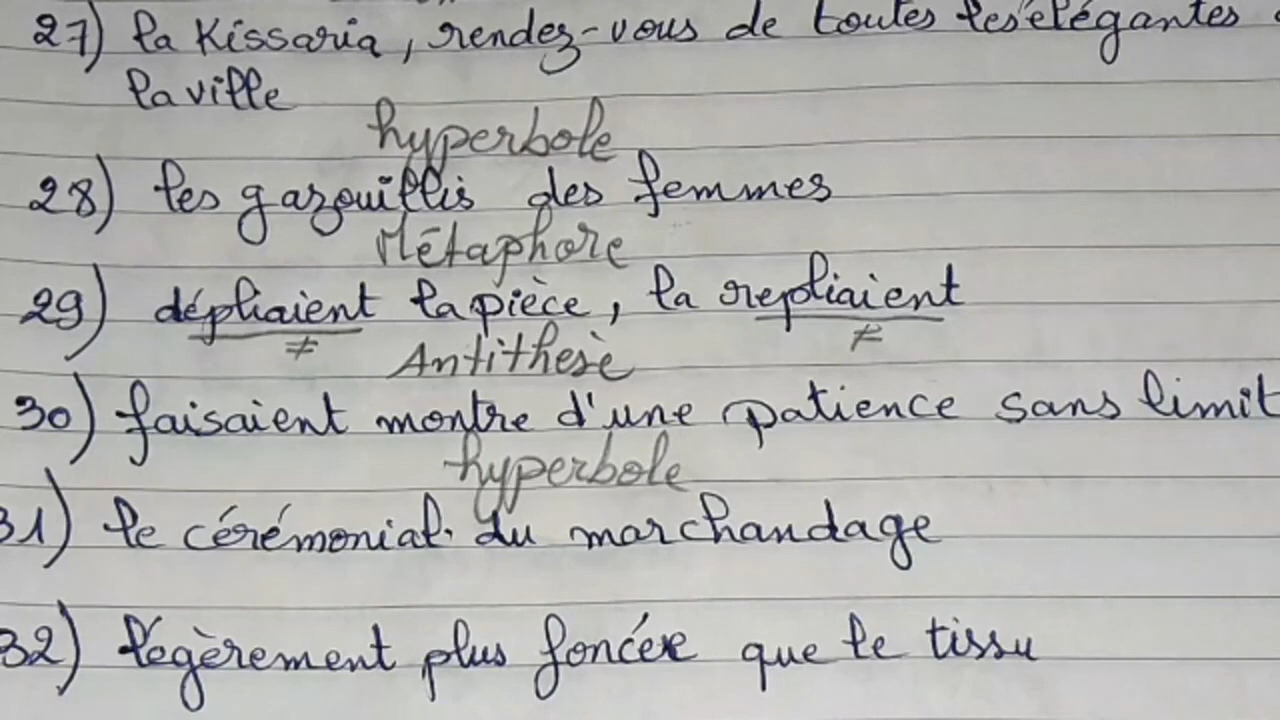 27) la Kissaria, rendez-vous de toutes les élégantes
la ville
hyperbole
28) les gazouillis des femmes
Métaphore
29) dépliaient la pièce, la repliaient
≠ ≠
Antithesè
30) faisaient montre d'une patience sans limit
hyperbole
31) le cérémonial du marchandage
32) légèrement plus foncée que le tissu